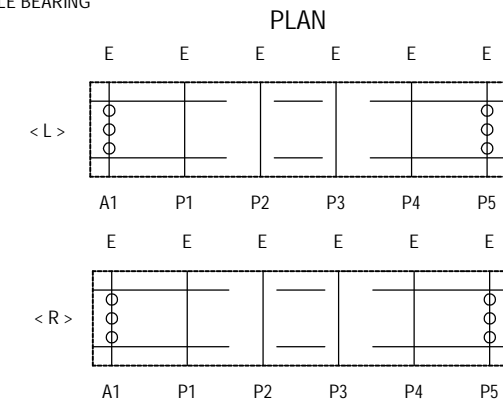 LE BEARING
PLAN
E E E E E E
< L >
A1 P1 P2 P3 P4 P5
E E E E E E
< R >
A1 P1 P2 P3 P4 P5